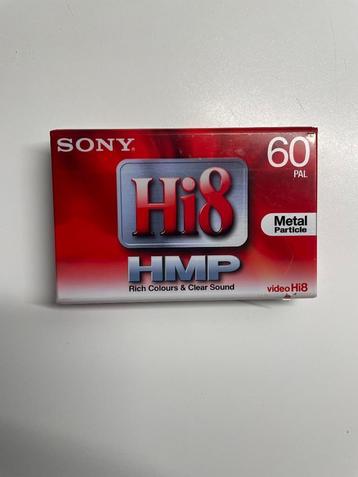 SONY
60
PAL
Hi8
Metal
Particle
HMP
Rich Colours & Clear Sound
video Hi8